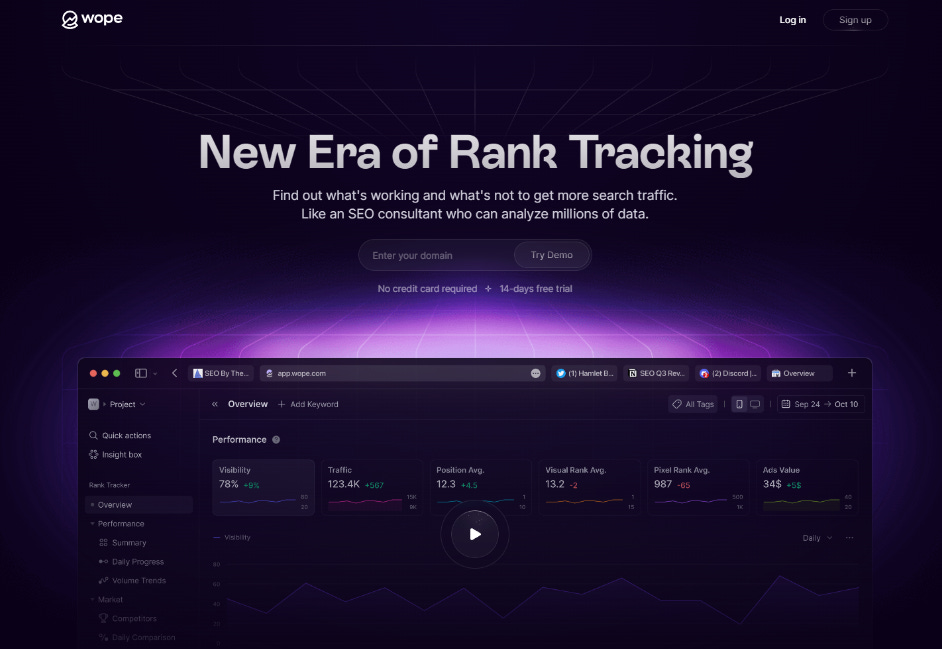 wope
Log in
Sign up
New Era of Rank Tracking
Find out what's working and what's not to get more search traffic.
Like an SEO consultant who can analyze millions of data.
Enter your domain
Try Demo
No credit card required + 14-days free trial
SEO By The...
app.wope.com
(1) Hamlet B...
SEO Q3 Rev...
(2) Discord |...
Overview
W
Project
Overview
Add Keyword
All Tags
Sep 24 → Oct 10
Quick actions
Insight box
Rank Tracker
Overview
Performance
Summary
Daily Progress
Volume Trends
Market
Competitors
Daily Comparison
Performance
Visibility
78% +9%
80
20
Traffic
123.4K +567
15K
9K
Position Avg.
12.3 +4.5
1
10
Visual Rank Avg.
13.2 -2
1
15
Pixel Rank Avg.
987 -65
500
1K
Ads Value
34$ +5$
60
20
Visibility
Daily
80
60
40
20
0